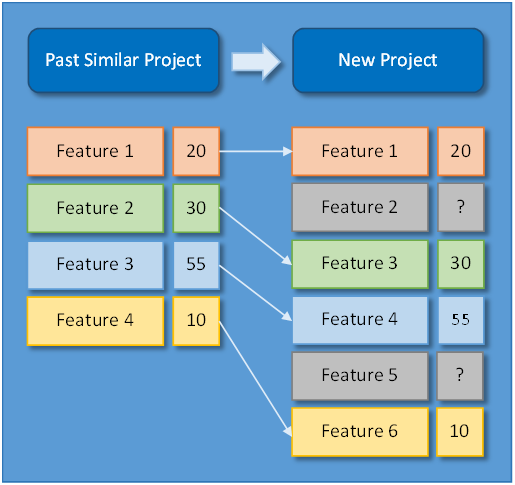 Past Similar Project
New Project
Feature 1 20
Feature 2 30
Feature 3 55
Feature 4 10
Feature 1 20
Feature 2 ?
Feature 3 30
Feature 4 55
Feature 5 ?
Feature 6 10